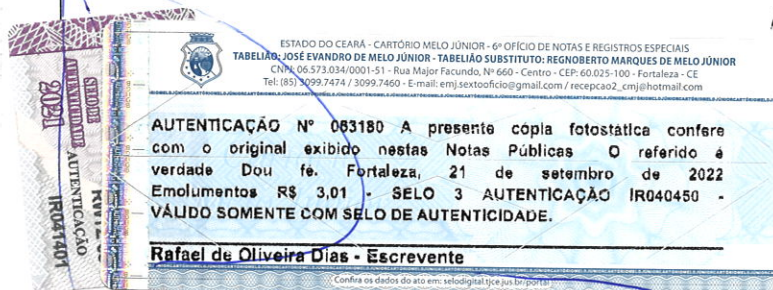 ESTADO DO CEARÁ - CARTÓRIO MELO JÚNIOR - 6º OFÍCIO DE NOTAS E REGISTROS ESPECIAIS
TABELIÃO: JOSÉ EVANDRO DE MELO JÚNIOR - TABELIÃO SUBSTITUTO: REGNOBERTO MARQUES DE MELO JÚNIOR
CNPJ: 06.573.034/0001-51 - Rua Major Facundo, Nº 660 - Centro - CEP: 60.025-100 - Fortaleza - CE
Tel: (85) 3099.7474 / 3099.7460 - E-mail: emj.sextooficio@gmail.com / recepcao2_cmj@hotmail.com
AUTENTICAÇÃO Nº 063180 A presente cópia fotostática confere
com o original exibido nestas Notas Públicas O referido é
verdade Dou fé. Fortaleza, 21 de setembro de 2022
Emolumentos R$ 3,01 - SELO 3 AUTENTICAÇÃO IR040450 -
VÁLIDO SOMENTE COM SELO DE AUTENTICIDADE.
Rafael de Oliveira Dias - Escrevente
Confira os dados do ato em: selodigital.tjce.jus.br/portal
SELO DE
AUTENTICIDADE
2021
AUTENTICAÇÃO
IR041401